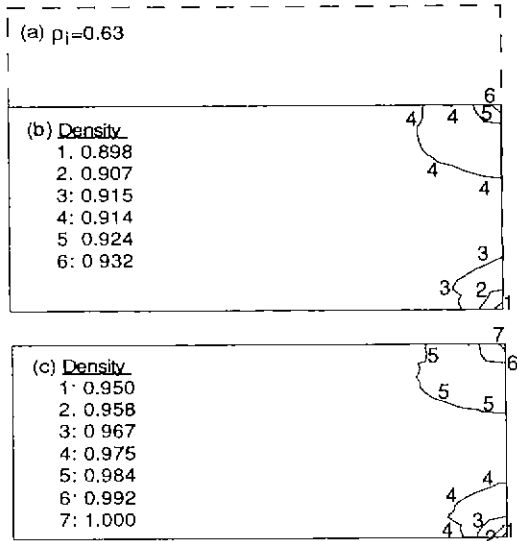 (a) ρi=0.63
6
4 4 5
(b) Density 4
1. 0.898
2. 0.907 4
3: 0.915 4
4: 0.914
5 0.924 3
6: 0 932
3 2 1
7
(c) Density 5 6
1: 0.950
2. 0.958 5 5
3: 0 967
4: 0.975
5: 0,984 4
6: 0 992 4
7: 1.000 3
4 2 1